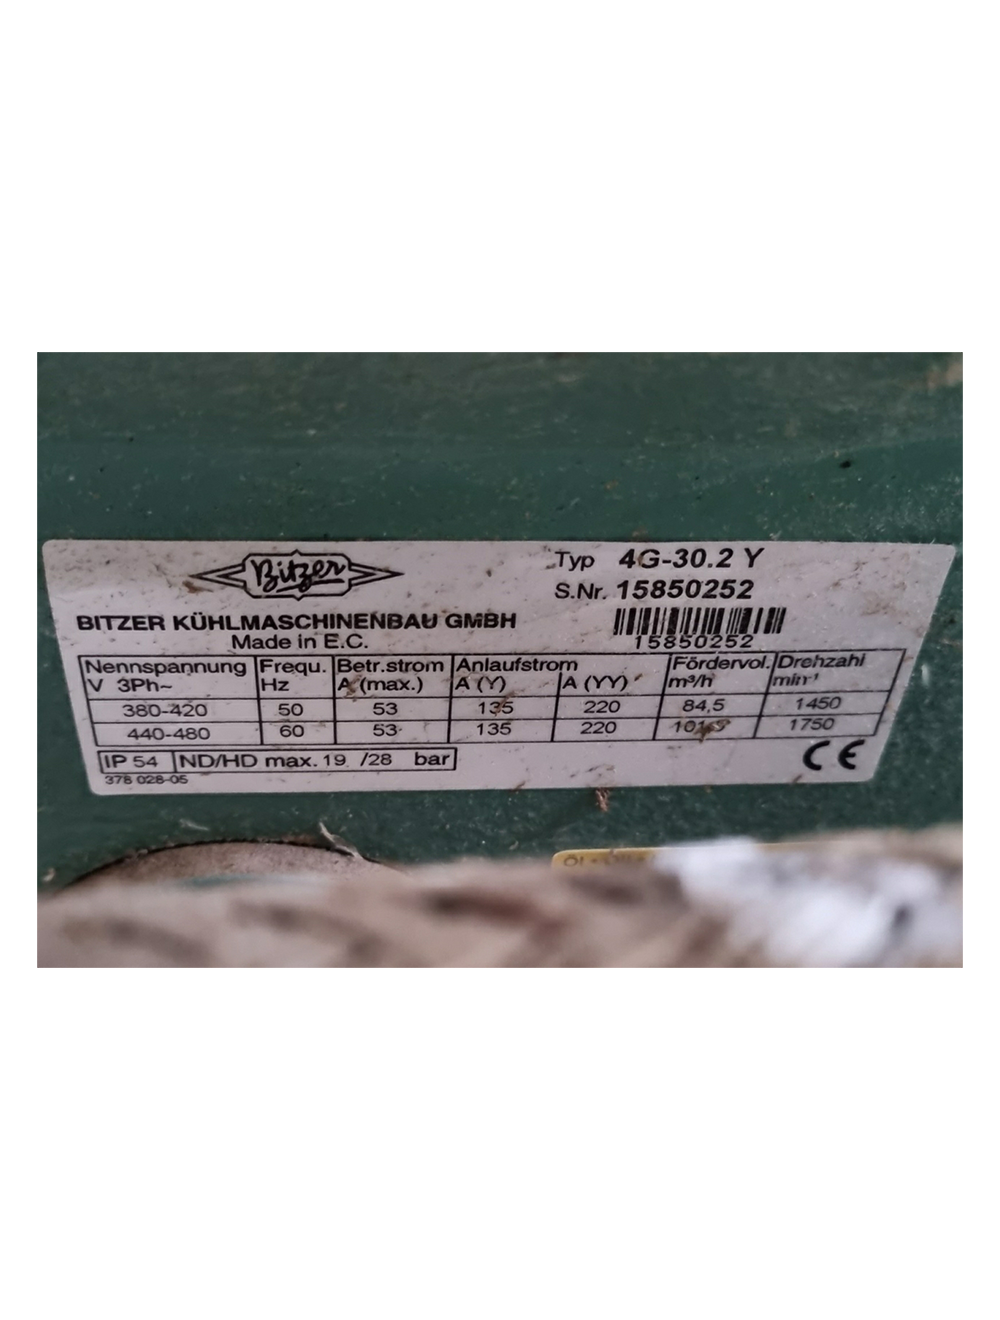 Bitzer
Typ 4G-30.2 Y
S.Nr. 15850252
15850252
BITZER KÜHLMASCHINENBAU GMBH
Made in E.C.
Nennspannung Frequ. Betr.strom Anlaufstrom Fördervol. Drehzahl
V 3Ph~ Hz A (max.) A (Y) A (YY) m³/h min-¹
380-420 50 53 135 220 84,5 1450
440-480 60 53 135 220 1750
IP 54 ND/HD max. 19 /28 bar
CE
378 028-05